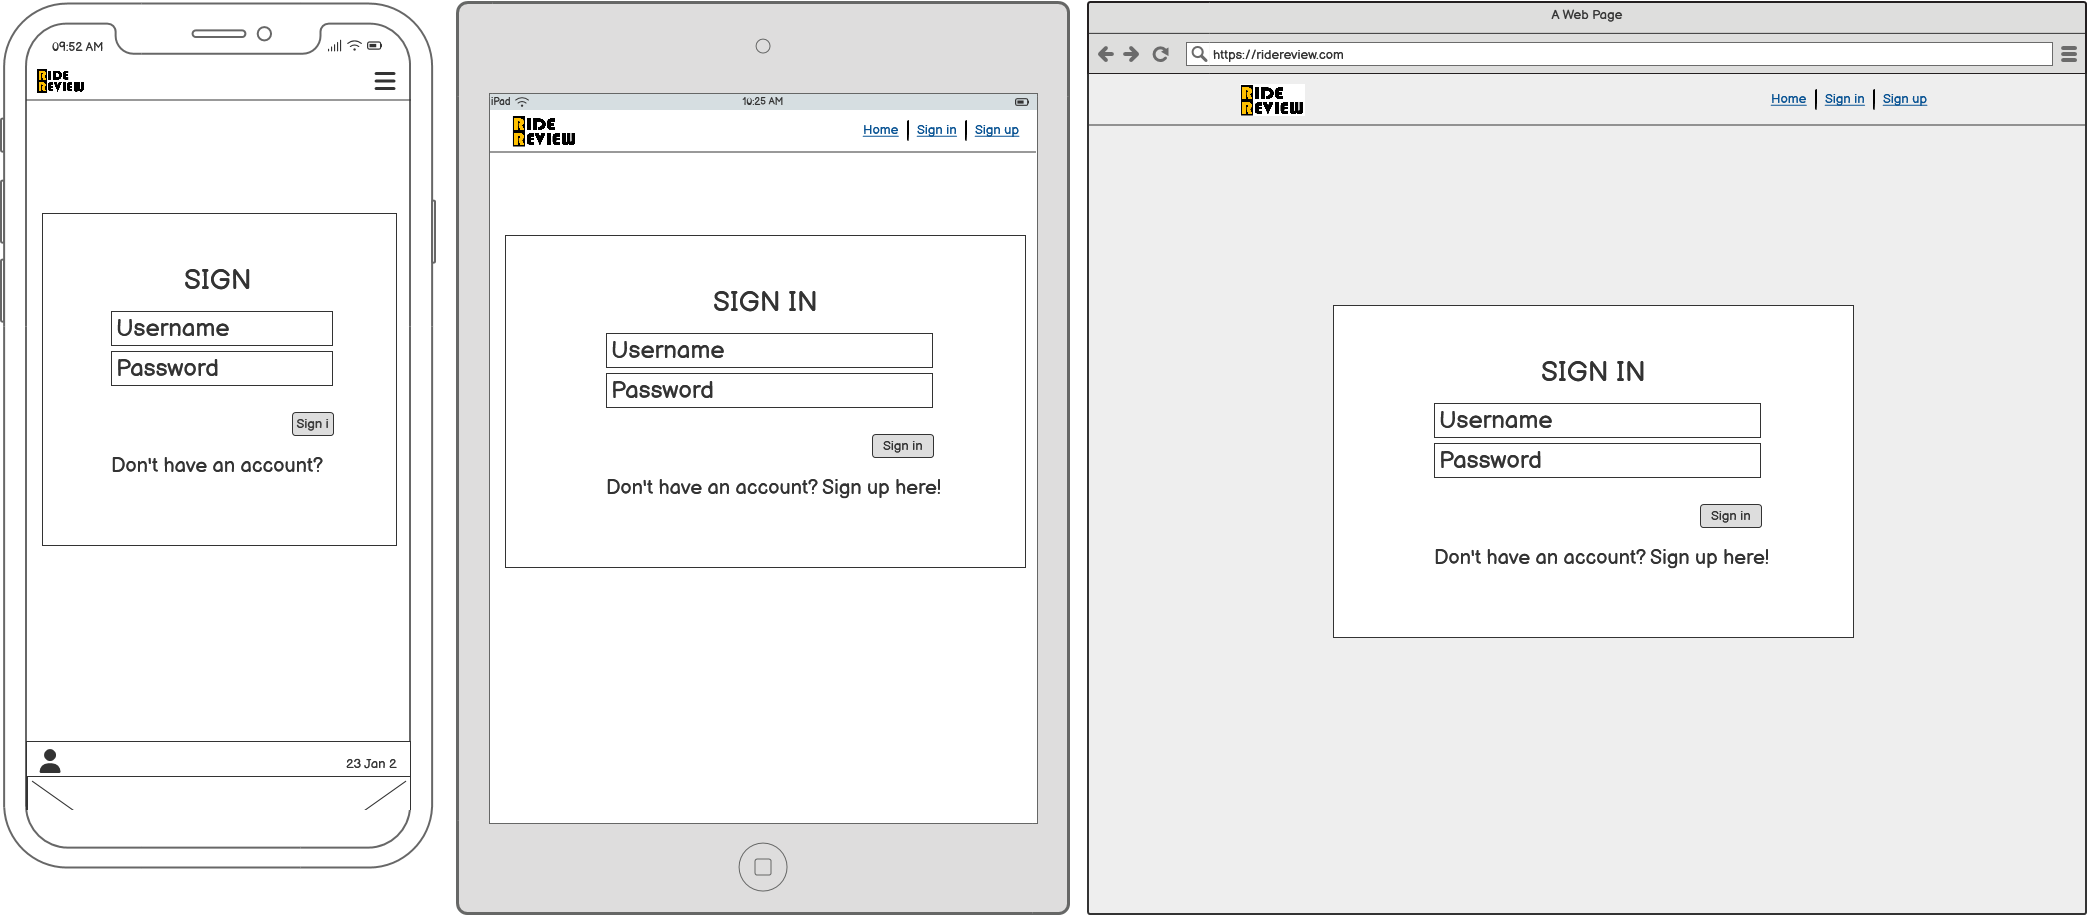 09:52 AM
RIDE
REVIEW
SIGN
Username
Password
Sign i
Don't have an account?
23 Jan 2
iPad
10:25 AM
RIDE
REVIEW
Home
Sign in
Sign up
SIGN IN
Username
Password
Sign in
Don't have an account? Sign up here!
A Web Page
https://ridereview.com
RIDE
REVIEW
Home
Sign in
Sign up
SIGN IN
Username
Password
Sign in
Don't have an account? Sign up here!